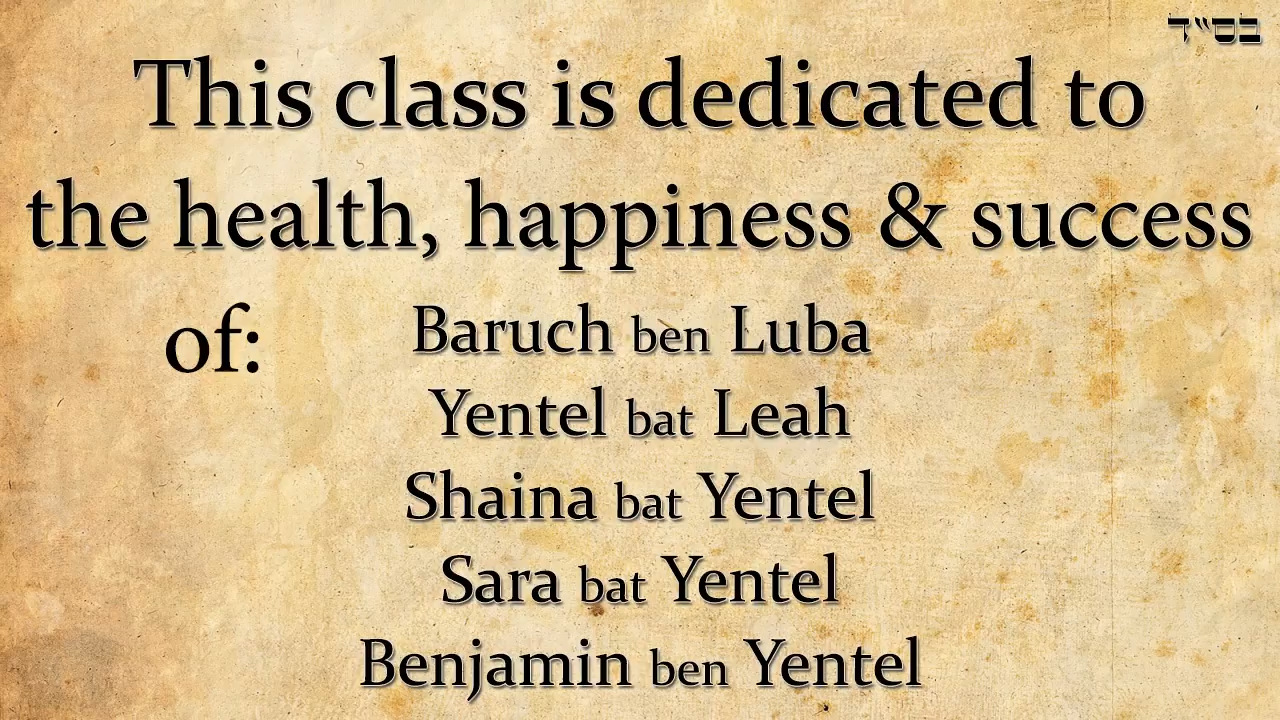 בס"ד
This class is dedicated to
the health, happiness & success
of:
Baruch ben Luba
Yentel bat Leah
Shaina bat Yentel
Sara bat Yentel
Benjamin ben Yentel